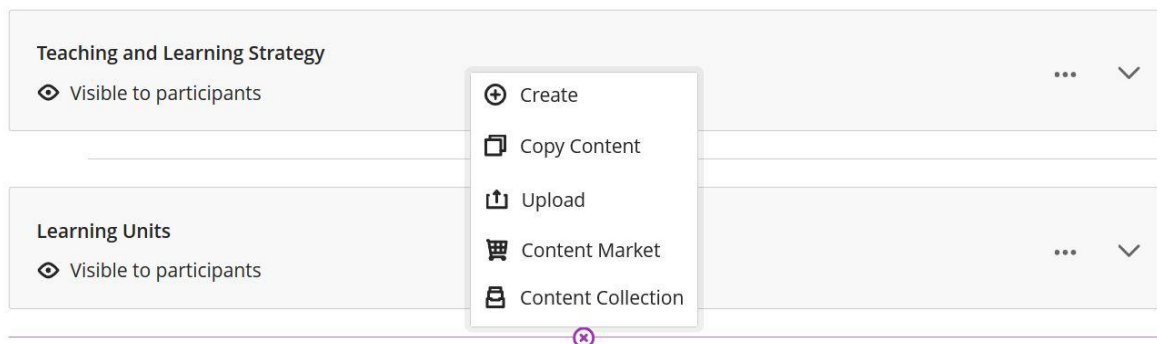 Teaching and Learning Strategy
Visible to participants
Create
Copy Content
Upload
Content Market
Content Collection
Learning Units
Visible to participants